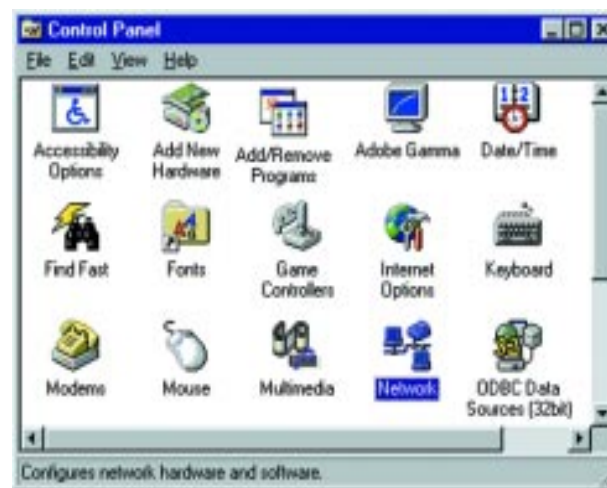 Control Panel
File Edit View Help
Accessibility Options
Add New Hardware
Add/Remove Programs
Adobe Gamma
Date/Time
Find Fast
Fonts
Game Controllers
Internet Options
Keyboard
Modems
Mouse
Multimedia
Network
ODBC Data Sources (32bit)
Configures network hardware and software.